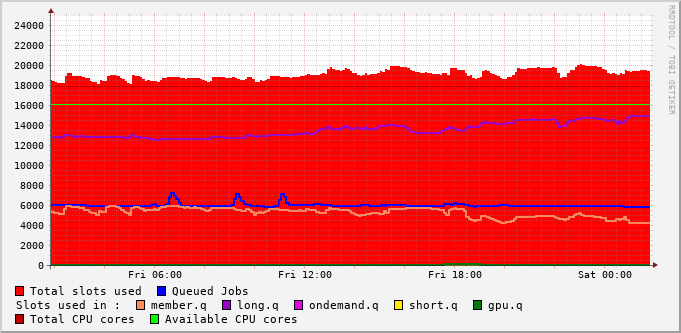 24000
22000
20000
18000
16000
14000
12000
10000
8000
6000
4000
2000
0
Fri 06:00 Fri 12:00 Fri 18:00 Sat 00:00
Total slots used Queued Jobs
Slots used in : member.q long.q ondemand.q short.q gpu.q
Total CPU cores Available CPU cores
RRDTOOL / TOBI OETIKER